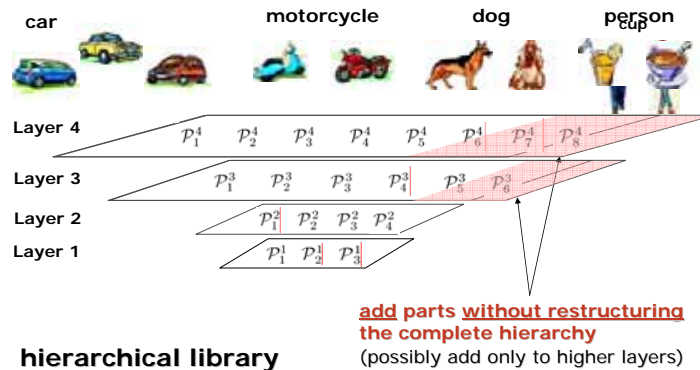 car motorcycle dog person
cup
Layer 4 𝒫₁⁴ 𝒫₂⁴ 𝒫₃⁴ 𝒫₄⁴ 𝒫₅⁴ 𝒫₆⁴ 𝒫₇⁴ 𝒫₈⁴
Layer 3 𝒫₁³ 𝒫₂³ 𝒫₃³ 𝒫₄³ 𝒫₅³ 𝒫₆³
Layer 2 𝒫₁² 𝒫₂² 𝒫₃² 𝒫₄²
Layer 1 𝒫₁¹ 𝒫₂¹ 𝒫₃¹
add parts without restructuring
the complete hierarchy
hierarchical library (possibly add only to higher layers)